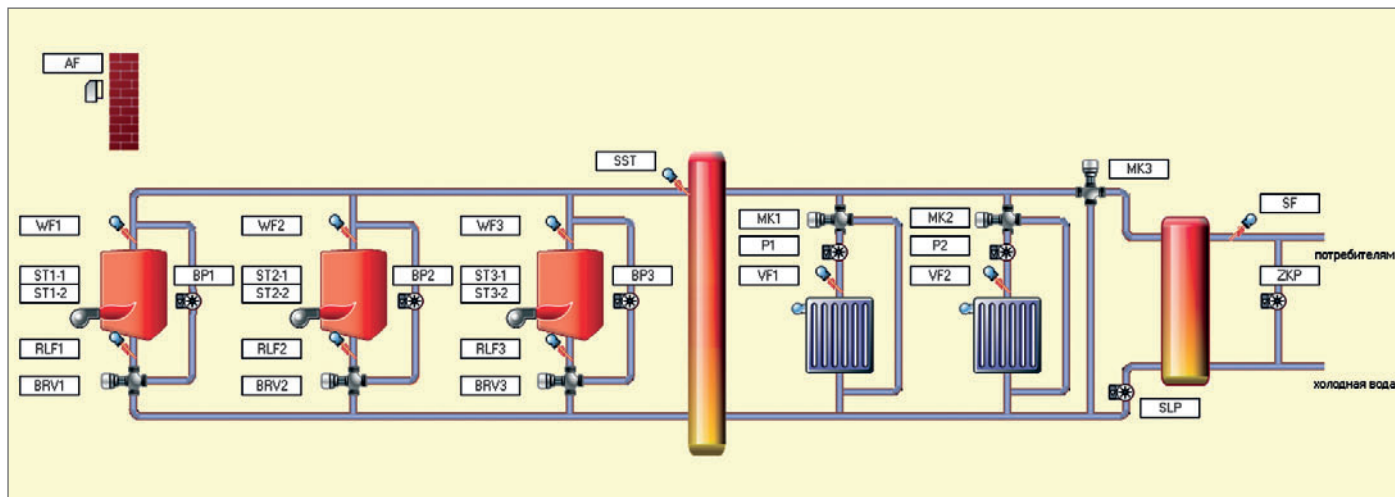 AF
SST
MK3
WF1
WF2
WF3
MK1
MK2
SF
P1
P2
потребителям
ST1-1
BP1
ST2-1
BP2
ST3-1
BP3
VF1
VF2
ZKP
ST1-2
ST2-2
ST3-2
RLF1
RLF2
RLF3
BRV1
BRV2
BRV3
холодная вода
SLP